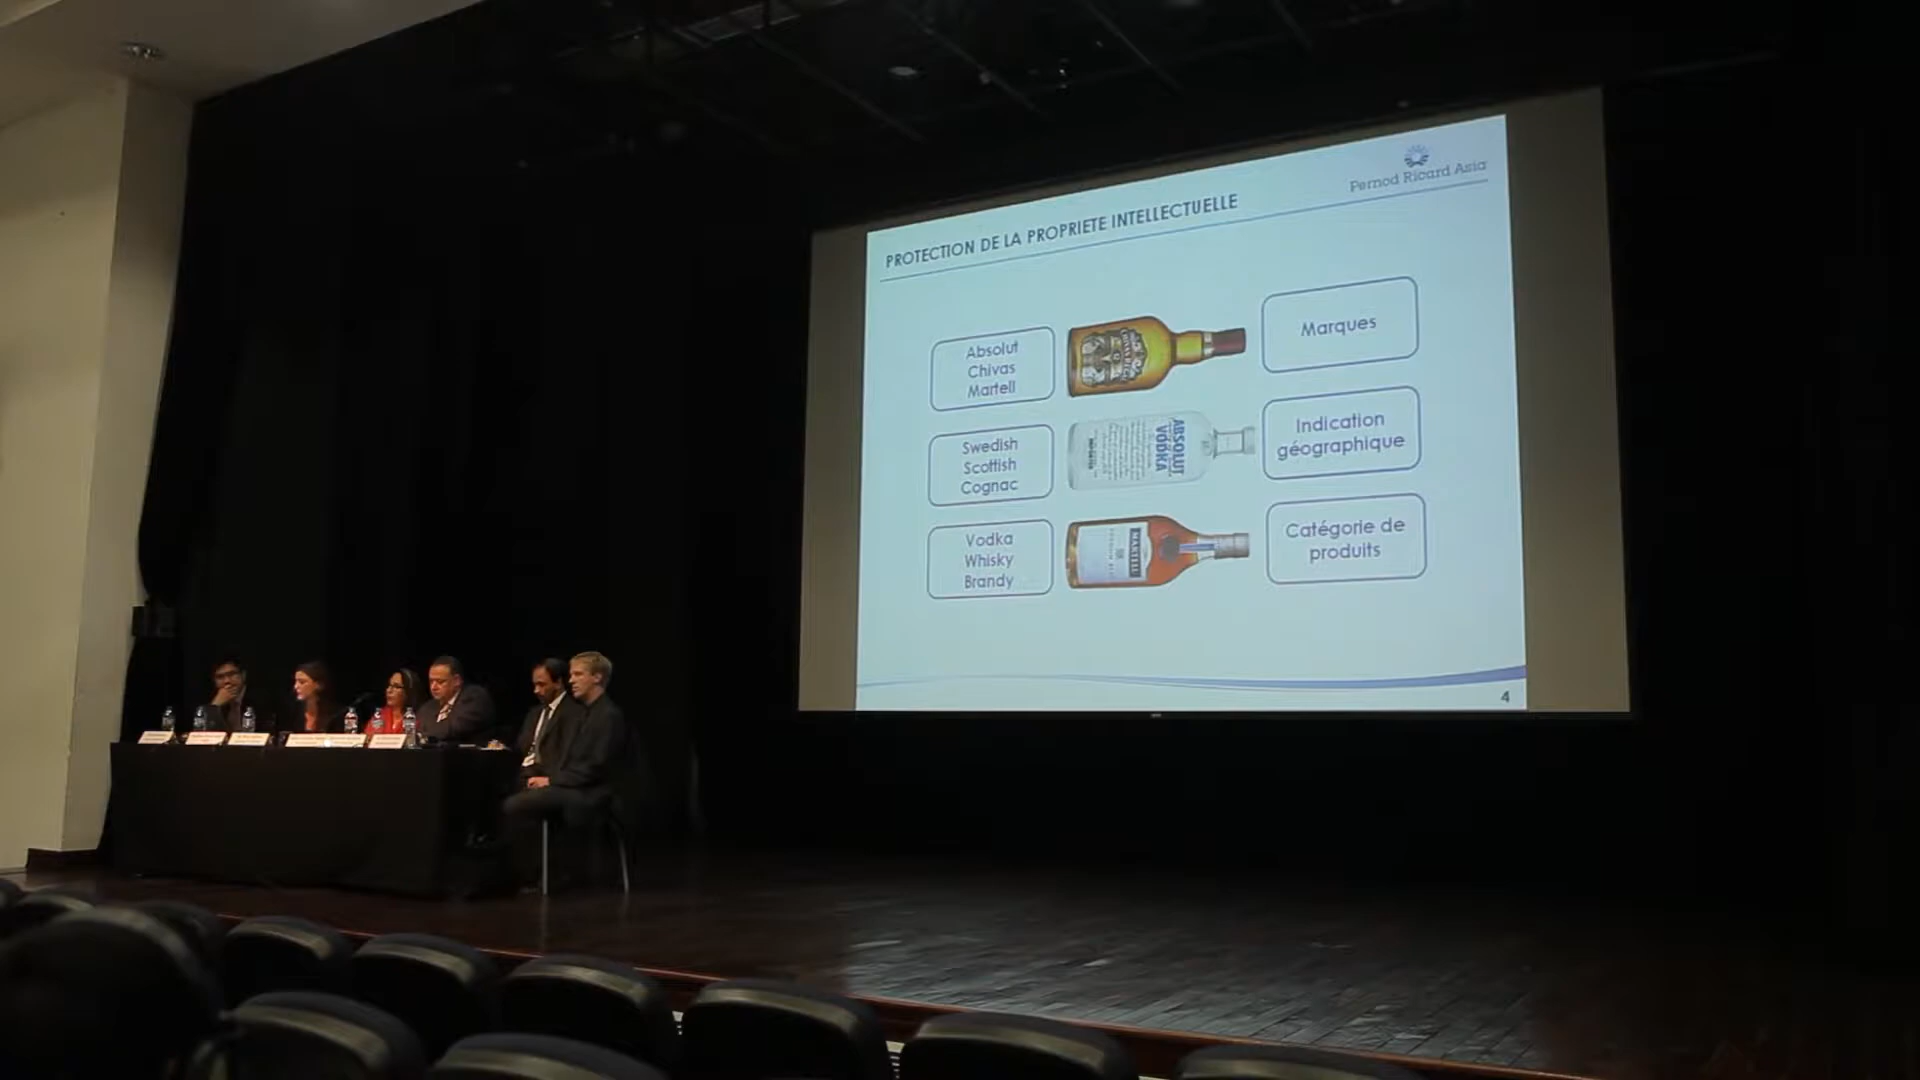 Pernod Ricard Asia
PROTECTION DE LA PROPRIETE INTELLECTUELLE
Absolut
Chivas
Martell
Marques
Swedish
Scottish
Cognac
ABSOLUT
VODKA
Indication
géographique
Vodka
Whisky
Brandy
MARTELL
Catégorie de
produits
4